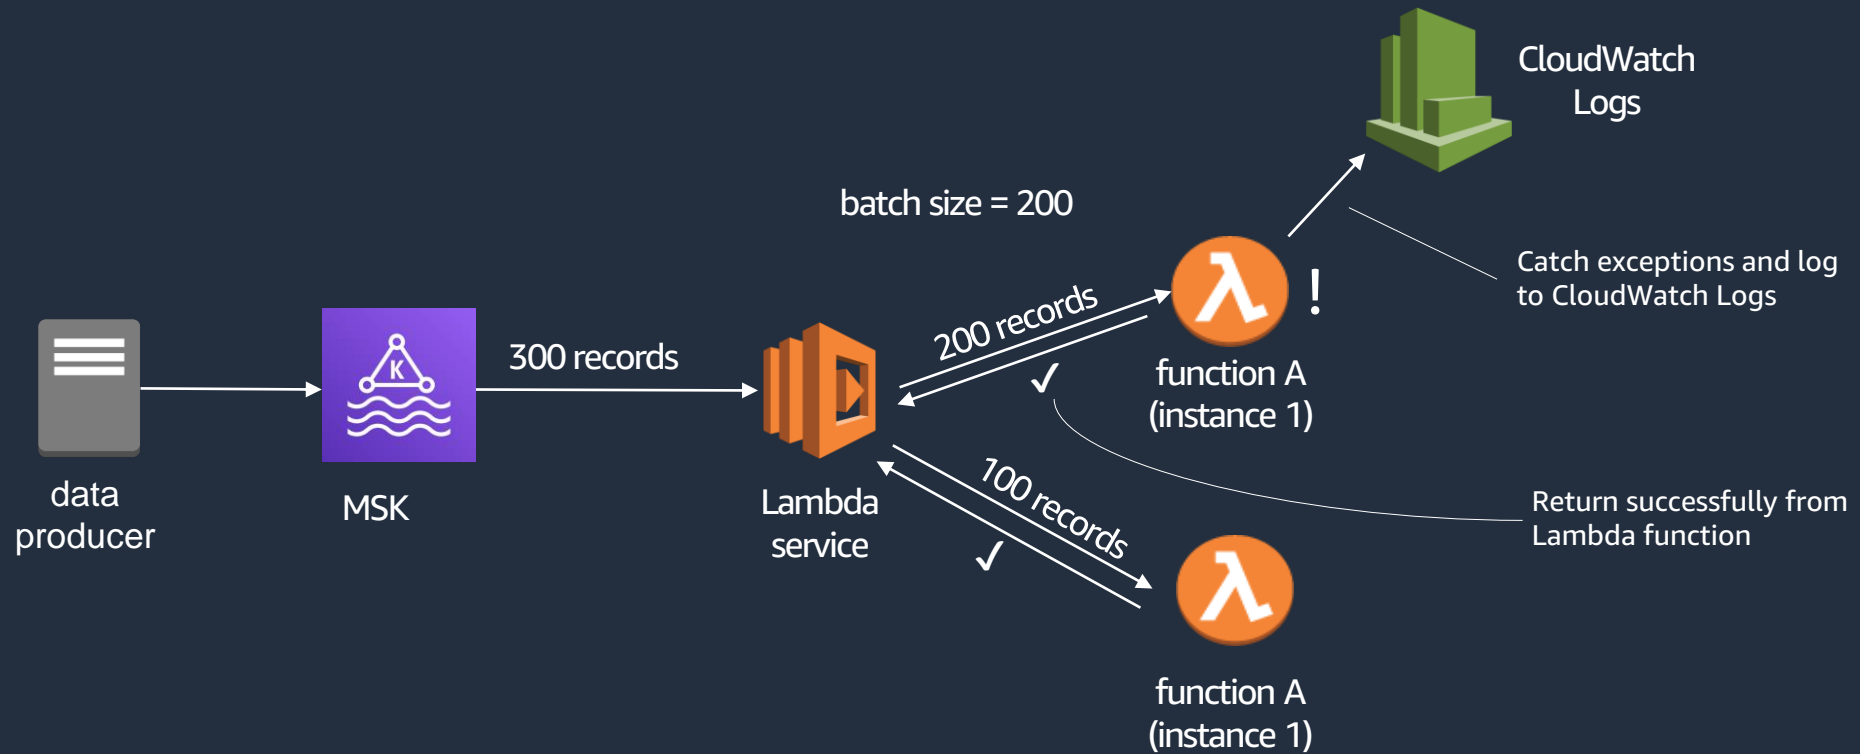 CloudWatch
Logs
batch size = 200
Catch exceptions and log
to CloudWatch Logs
200 records
!
300 records
K
✓
function A
(instance 1)
data
producer
MSK
Lambda
service
100 records
✓
Return successfully from
Lambda function
function A
(instance 1)